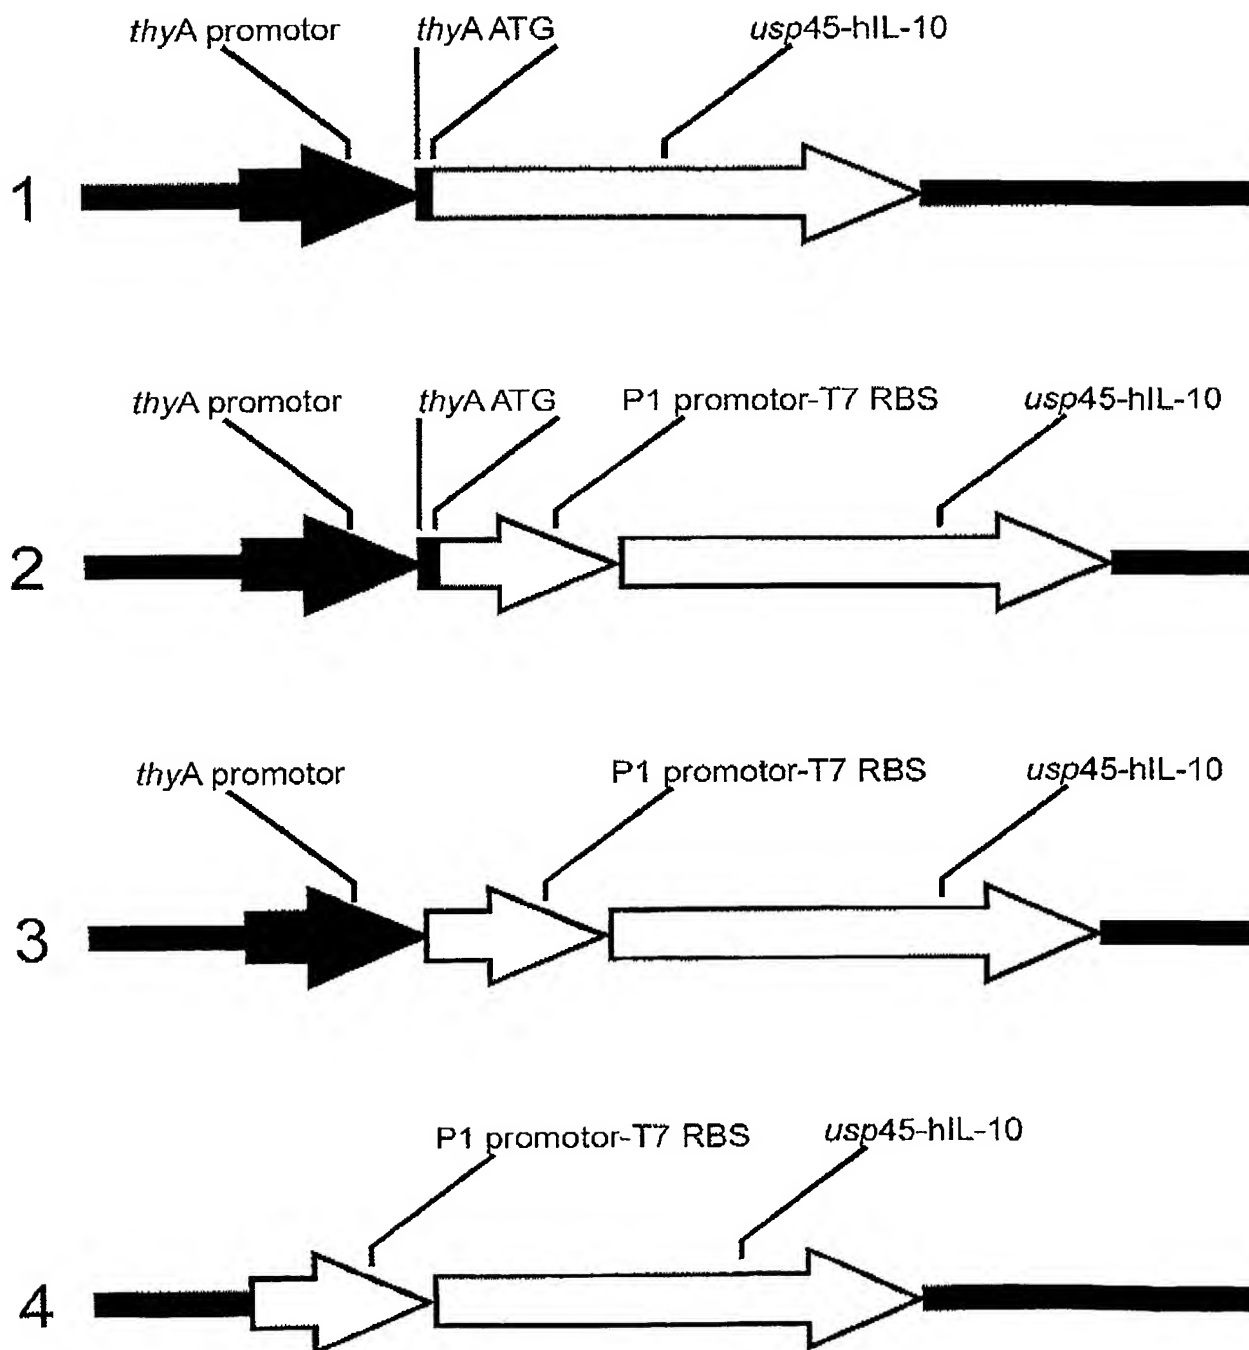 thyA promotor thyA ATG usp45-hIL-10
1
thyA promotor thyA ATG P1 promotor-T7 RBS usp45-hIL-10
2
thyA promotor P1 promotor-T7 RBS usp45-hIL-10
3
P1 promotor-T7 RBS usp45-hIL-10
4